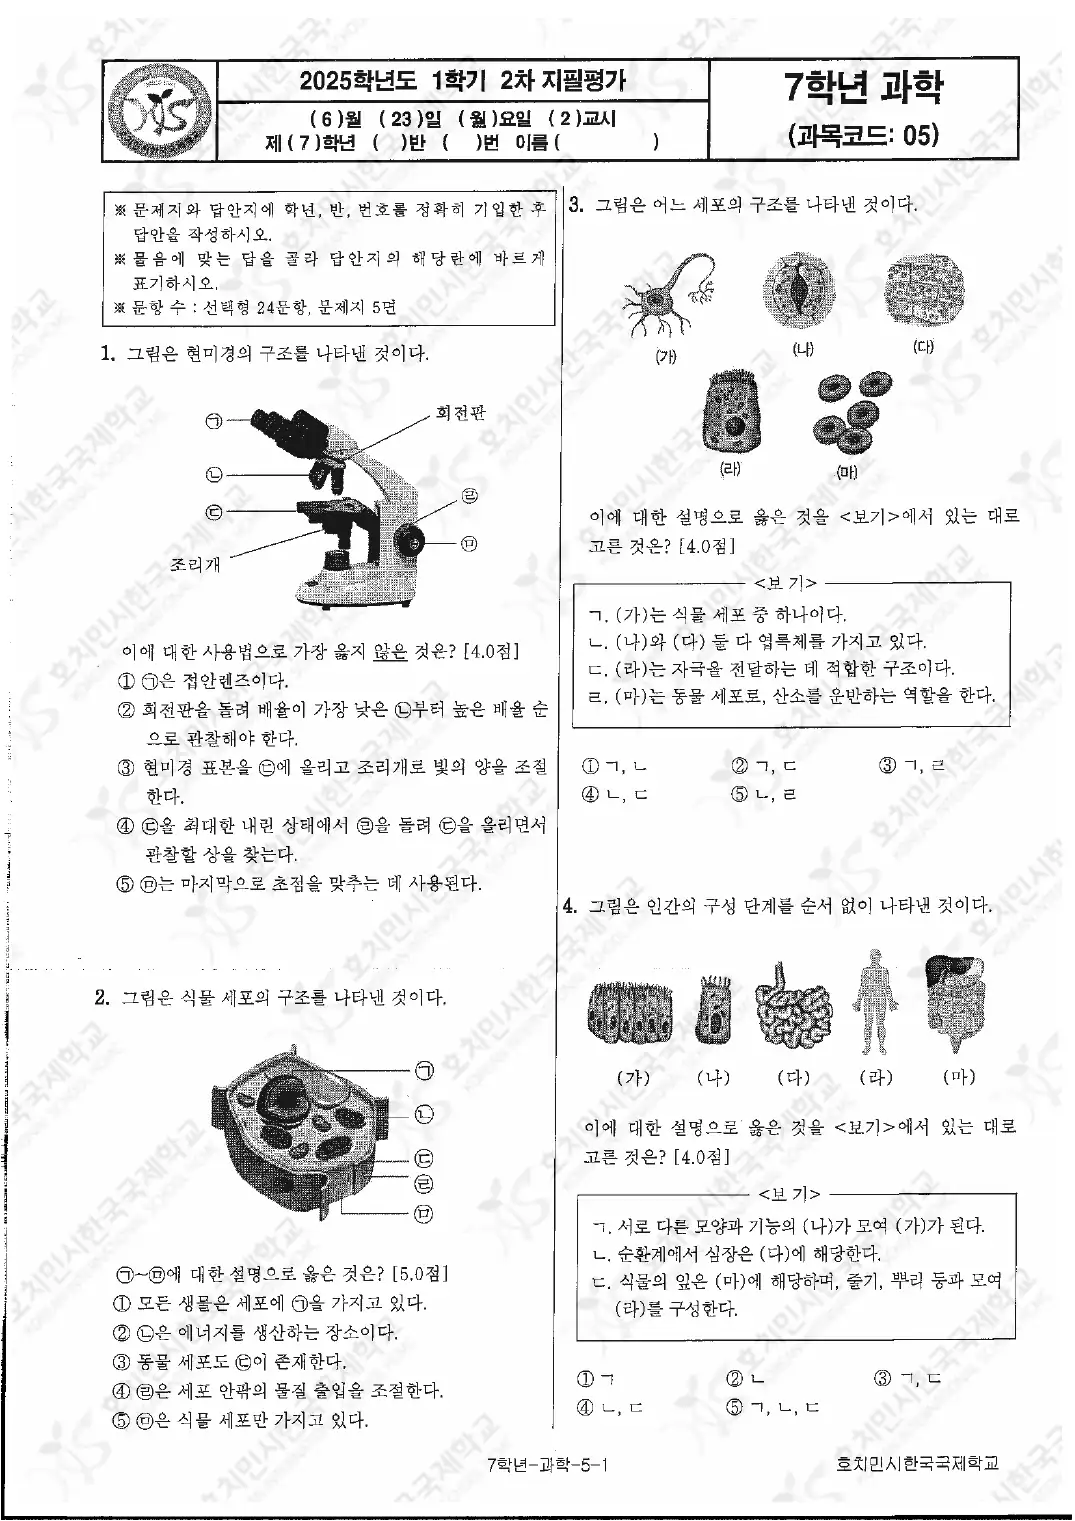 2025학년도 1학기 2차 지필평가
( 6 )월 ( 23 )일 ( 월 )요일 ( 2 )교시
제 ( 7 )학년 ( )반 ( )번 이름 ( )
7학년 과학
(과목코드: 05)
※ 문제지와 답안지에 학년, 반, 번호를 정확히 기입한 후
답안을 작성하시오.
※ 물음에 맞는 답을 골라 답안지의 해당란에 바르게
표기하시오.
※ 문항 수 : 선택형 24문항, 문제지 5면
1. 그림은 현미경의 구조를 나타낸 것이다.
㉠
회전판
㉡
㉢
㉣
㉤
조리개
이에 대한 사용법으로 가장 옳지 않은 것은? [4.0점]
① ㉠은 접안렌즈이다.
② 회전판을 돌려 배율이 가장 낮은 ㉡부터 높은 배율 순
으로 관찰해야 한다.
③ 현미경 표본을 ㉢에 올리고 조리개로 빛의 양을 조절
한다.
④ ㉢을 최대한 내린 상태에서 ㉣을 돌려 ㉢을 올리면서
관찰할 상을 찾는다.
⑤ ㉤는 마지막으로 초점을 맞추는 데 사용된다.
2. 그림은 식물 세포의 구조를 나타낸 것이다.
㉠
㉡
㉢
㉣
㉤
㉠~㉤에 대한 설명으로 옳은 것은? [5.0점]
① 모든 생물은 세포에 ㉠을 가지고 있다.
② ㉡은 에너지를 생산하는 장소이다.
③ 동물 세포도 ㉢이 존재한다.
④ ㉣은 세포 안팎의 물질 출입을 조절한다.
⑤ ㉤은 식물 세포만 가지고 있다.
3. 그림은 어느 세포의 구조를 나타낸 것이다.
(가) (나) (다)
(라) (마)
이에 대한 설명으로 옳은 것을 <보기>에서 있는 대로
고른 것은? [4.0점]
<보 기>
ㄱ. (가)는 식물 세포 중 하나이다.
ㄴ. (나)와 (다) 둘 다 엽록체를 가지고 있다.
ㄷ. (라)는 자극을 전달하는 데 적합한 구조이다.
ㄹ. (마)는 동물 세포로, 산소를 운반하는 역할을 한다.
① ㄱ, ㄴ ② ㄱ, ㄷ ③ ㄱ, ㄹ
④ ㄴ, ㄷ ⑤ ㄴ, ㄹ
4. 그림은 인간의 구성 단계를 순서 없이 나타낸 것이다.
(가) (나) (다) (라) (마)
이에 대한 설명으로 옳은 것을 <보기>에서 있는 대로
고른 것은? [4.0점]
<보 기>
ㄱ. 서로 다른 모양과 기능의 (나)가 모여 (가)가 된다.
ㄴ. 순환계에서 심장은 (다)에 해당한다.
ㄷ. 식물의 잎은 (마)에 해당하며, 줄기, 뿌리 등과 모여
(라)를 구성한다.
① ㄱ ② ㄴ ③ ㄱ, ㄷ
④ ㄴ, ㄷ ⑤ ㄱ, ㄴ, ㄷ
7학년-과학-5-1
호치민시한국국제학교